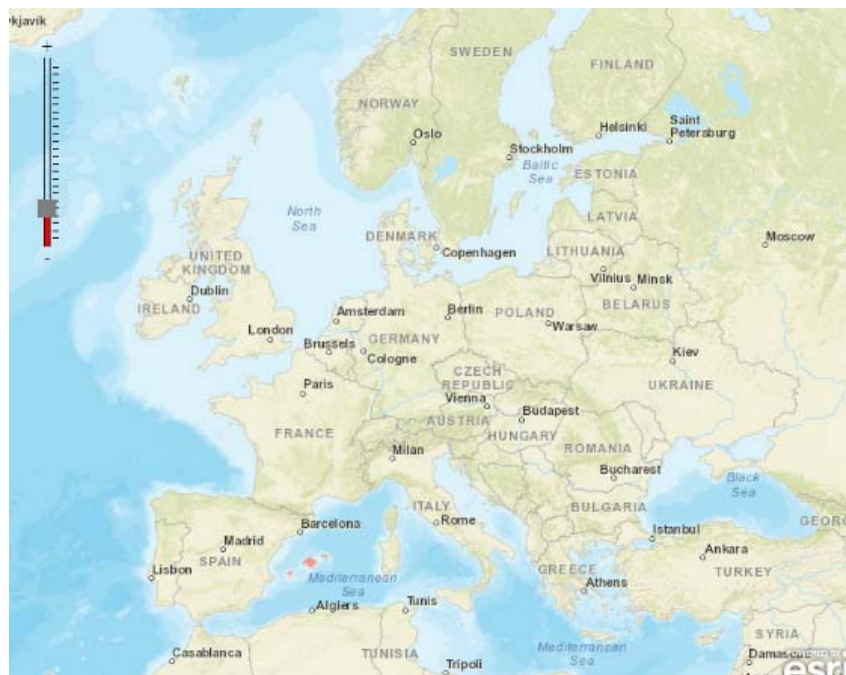 ykjavik
+
SWEDEN
FINLAND
NORWAY
Oslo
Helsinki
Saint
Petersburg
Stockholm
Baltic
Sea
ESTONIA
North
Sea
LATVIA
DENMARK
Copenhagen
LITHUANIA
Moscow
UNITED
KINGDOM
-
Vilnius
Minsk
Dublin
IRELAND
BELARUS
Amsterdam
Berlin
POLAND
Warsaw
London
GERMANY
Brussels
Cologne
Kiev
CZECH
REPUBLIC
UKRAINE
Paris
Vienna
Budapest
AUSTRIA
FRANCE
HUNGARY
Milan
ROMANIA
Bucharest
Black
Sea
ITALY
BULGARIA
Barcelona
Rome
Istanbul
GEORG
Madrid
SPAIN
Ankara
Lisbon
Mediterranean
Sea
GREECE
Athens
TURKEY
Algiers
Tunis
SYRIA
Casablanca
TUNISIA
Tripoli
Mediterranean
Sea
Damas
esri